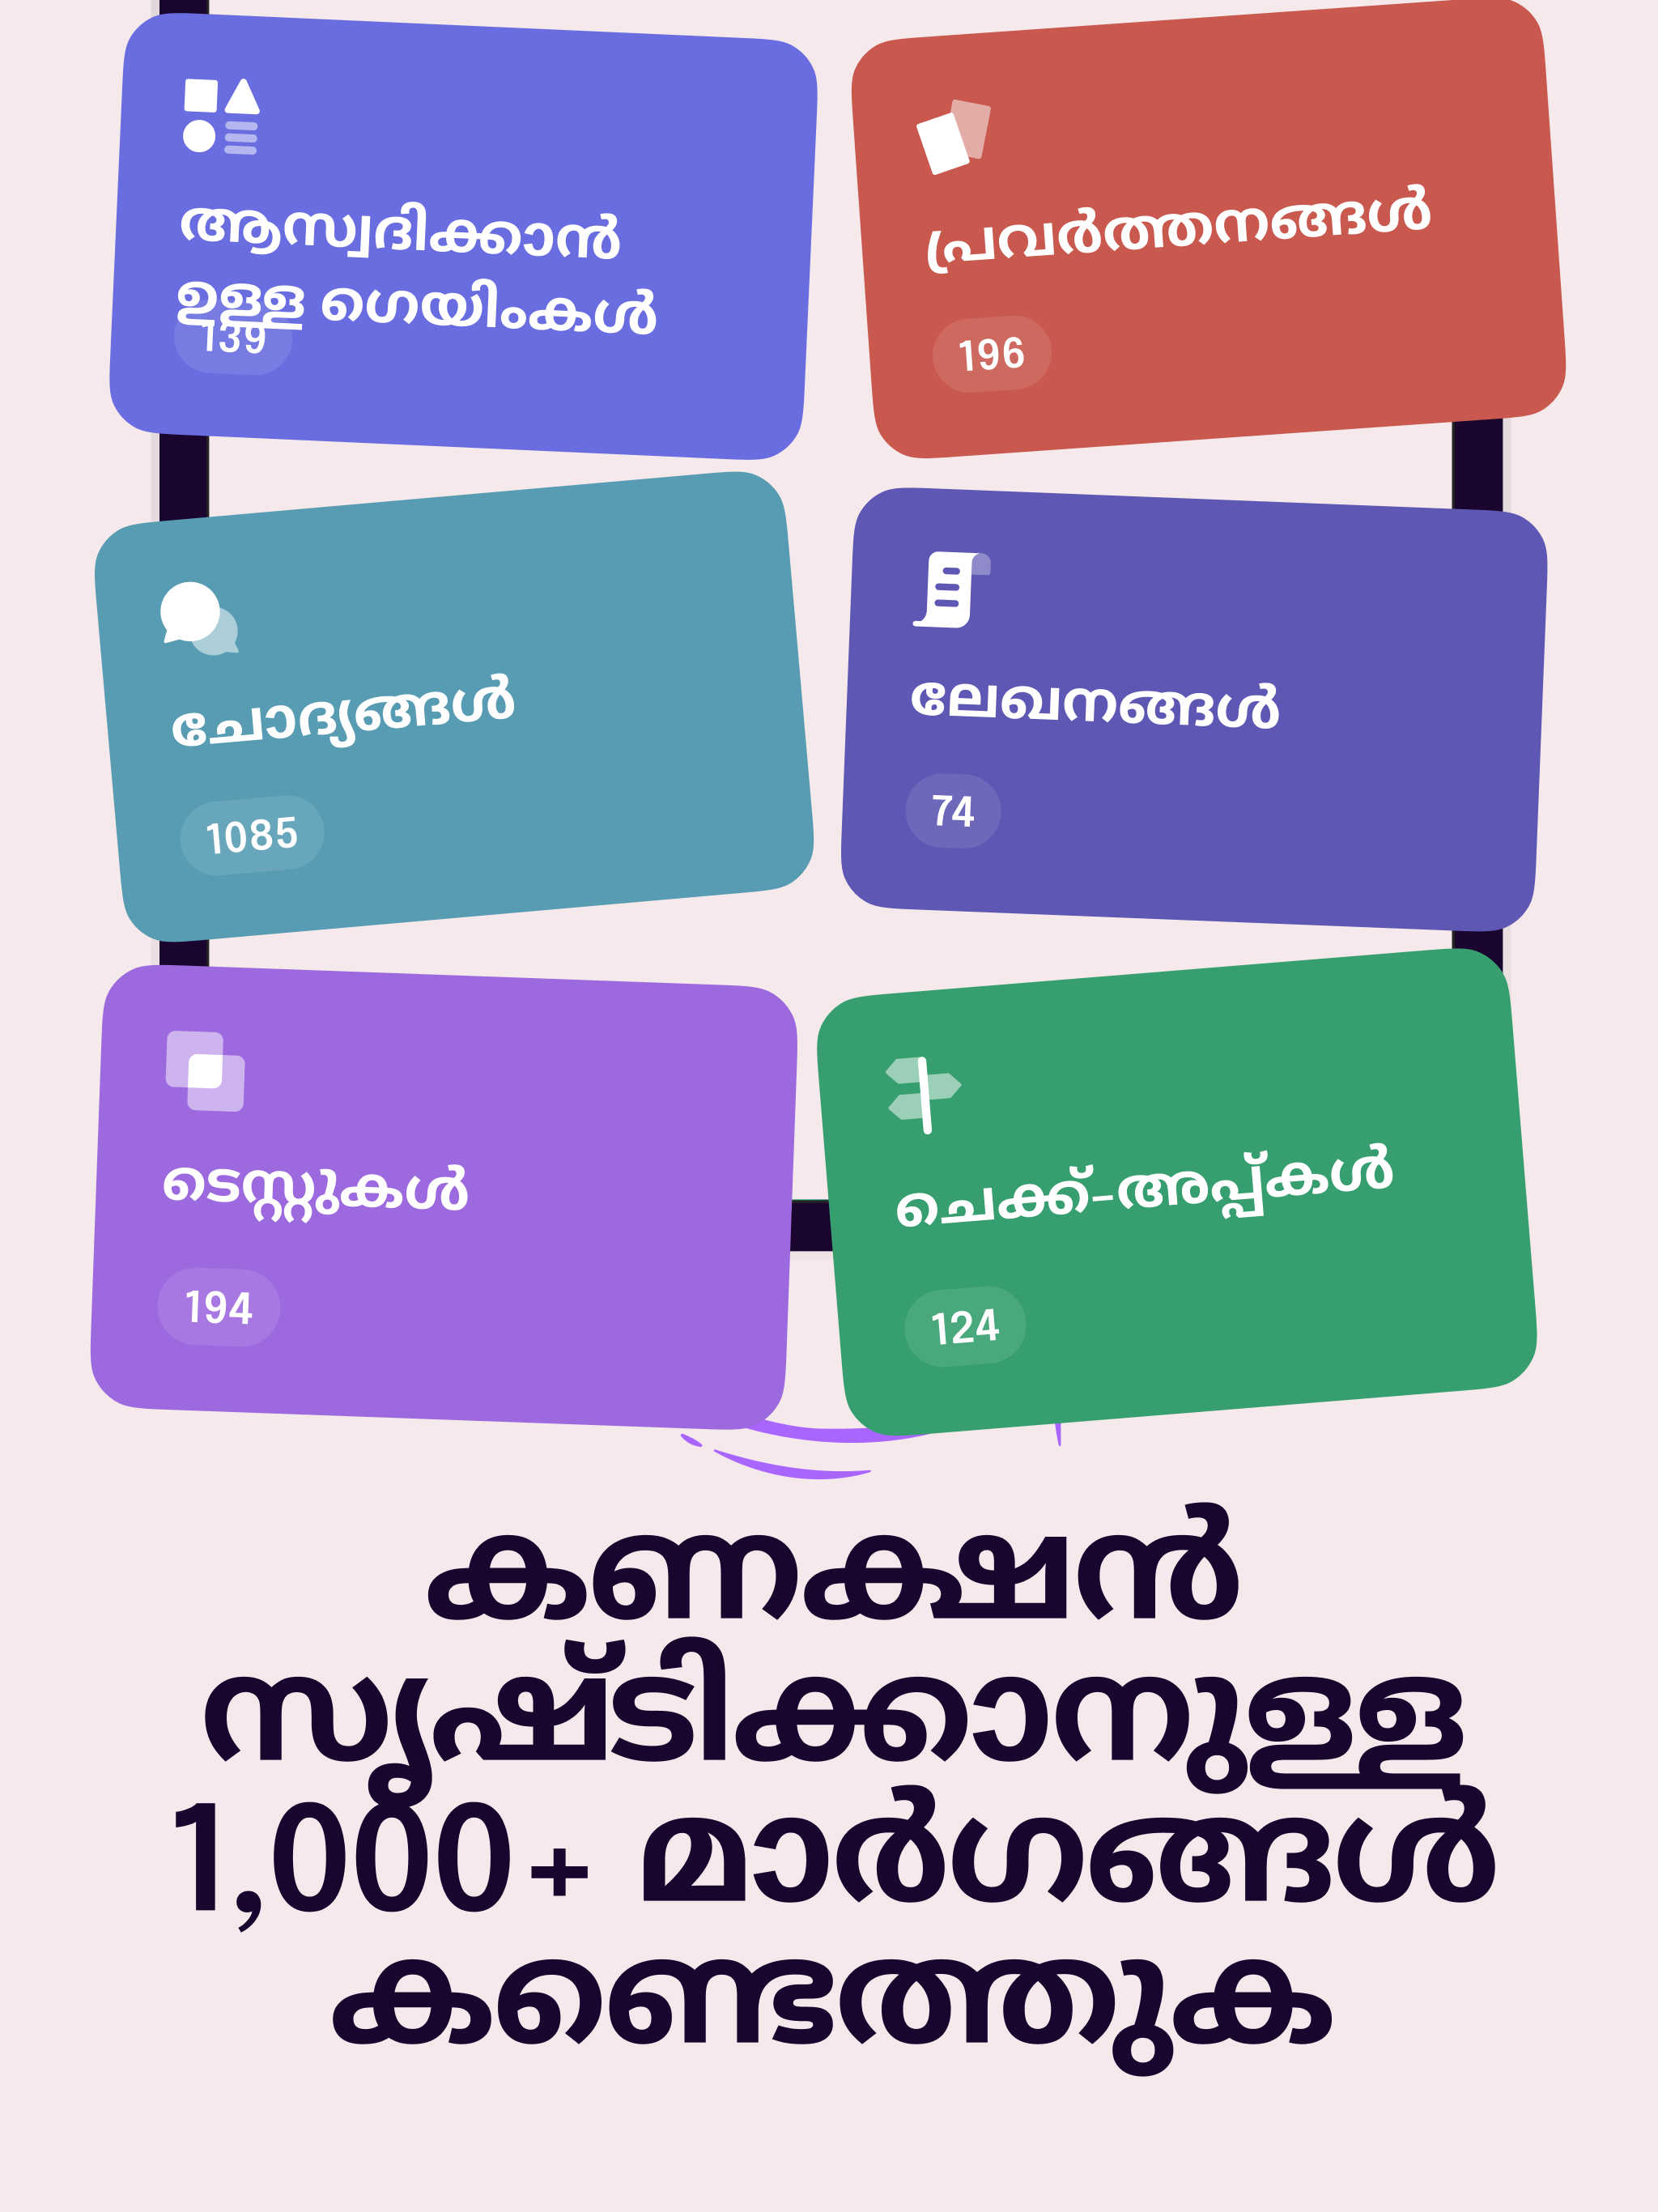 ആസ്വദിക്കാൻ
ഉള്ള ഗെയിംകൾ
139
പ്രവർത്തനങ്ങൾ
196
ചോദ്യങ്ങൾ
1085
ലേഖനങ്ങൾ
74
ടെസ്റ്റുകൾ
194
ചെക്ക്-ഇൻപ്പ്കൾ
124
കണക്ഷൻ
സൃഷ്ടിക്കാനുള്ള
1,000+ മാർഗങ്ങൾ
കണ്ടെത്തുക